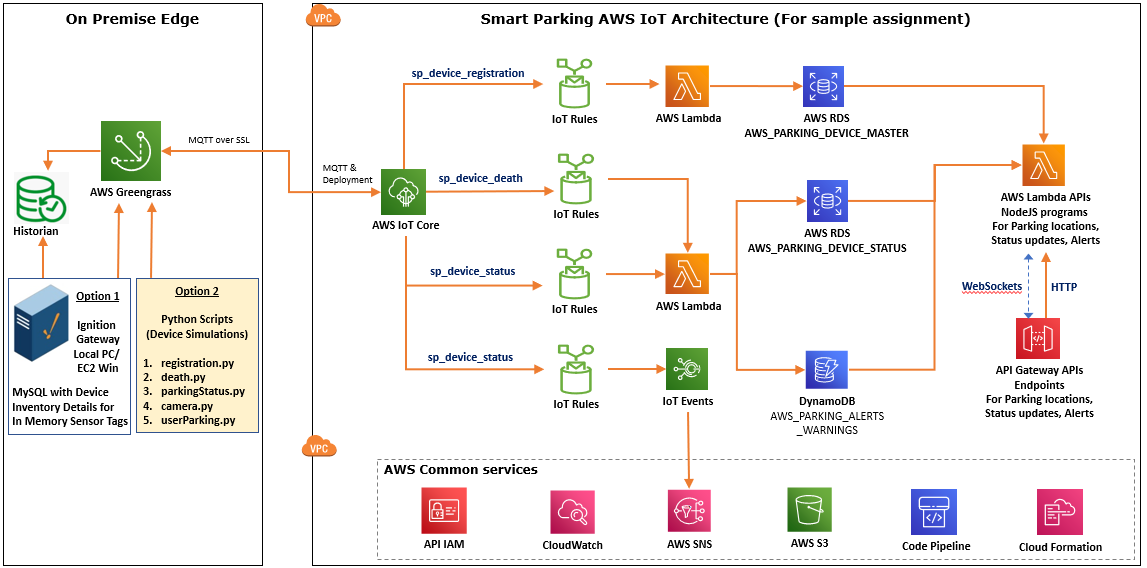 On Premise Edge
VPC
Smart Parking AWS IoT Architecture (For sample assignment)
MQTT over SSL
AWS Greengrass
Historian
Option 1
Ignition
Gateway
Local PC/
EC2 Win
MySQL with Device
Inventory Details for
In Memory Sensor Tags
Option 2
Python Scripts
(Device Simulations)
1. registration.py
2. death.py
3. parkingStatus.py
4. camera.py
5. userParking.py
MQTT &
Deployment
AWS IoT Core
sp_device_registration
IoT Rules
AWS Lambda
AWS RDS
AWS_PARKING_DEVICE_MASTER
sp_device_death
IoT Rules
AWS RDS
AWS_PARKING_DEVICE_STATUS
sp_device_status
IoT Rules
AWS Lambda
sp_device_status
IoT Rules
IoT Events
DynamoDB
AWS_PARKING_ALERTS
_WARNINGS
AWS Lambda APIs
NodeJS programs
For Parking locations,
Status updates, Alerts
WebSockets
HTTP
API Gateway APIs
Endpoints
For Parking locations,
Status updates, Alerts
VPC
AWS Common services
API IAM
CloudWatch
AWS SNS
AWS S3
Code Pipeline
Cloud Formation